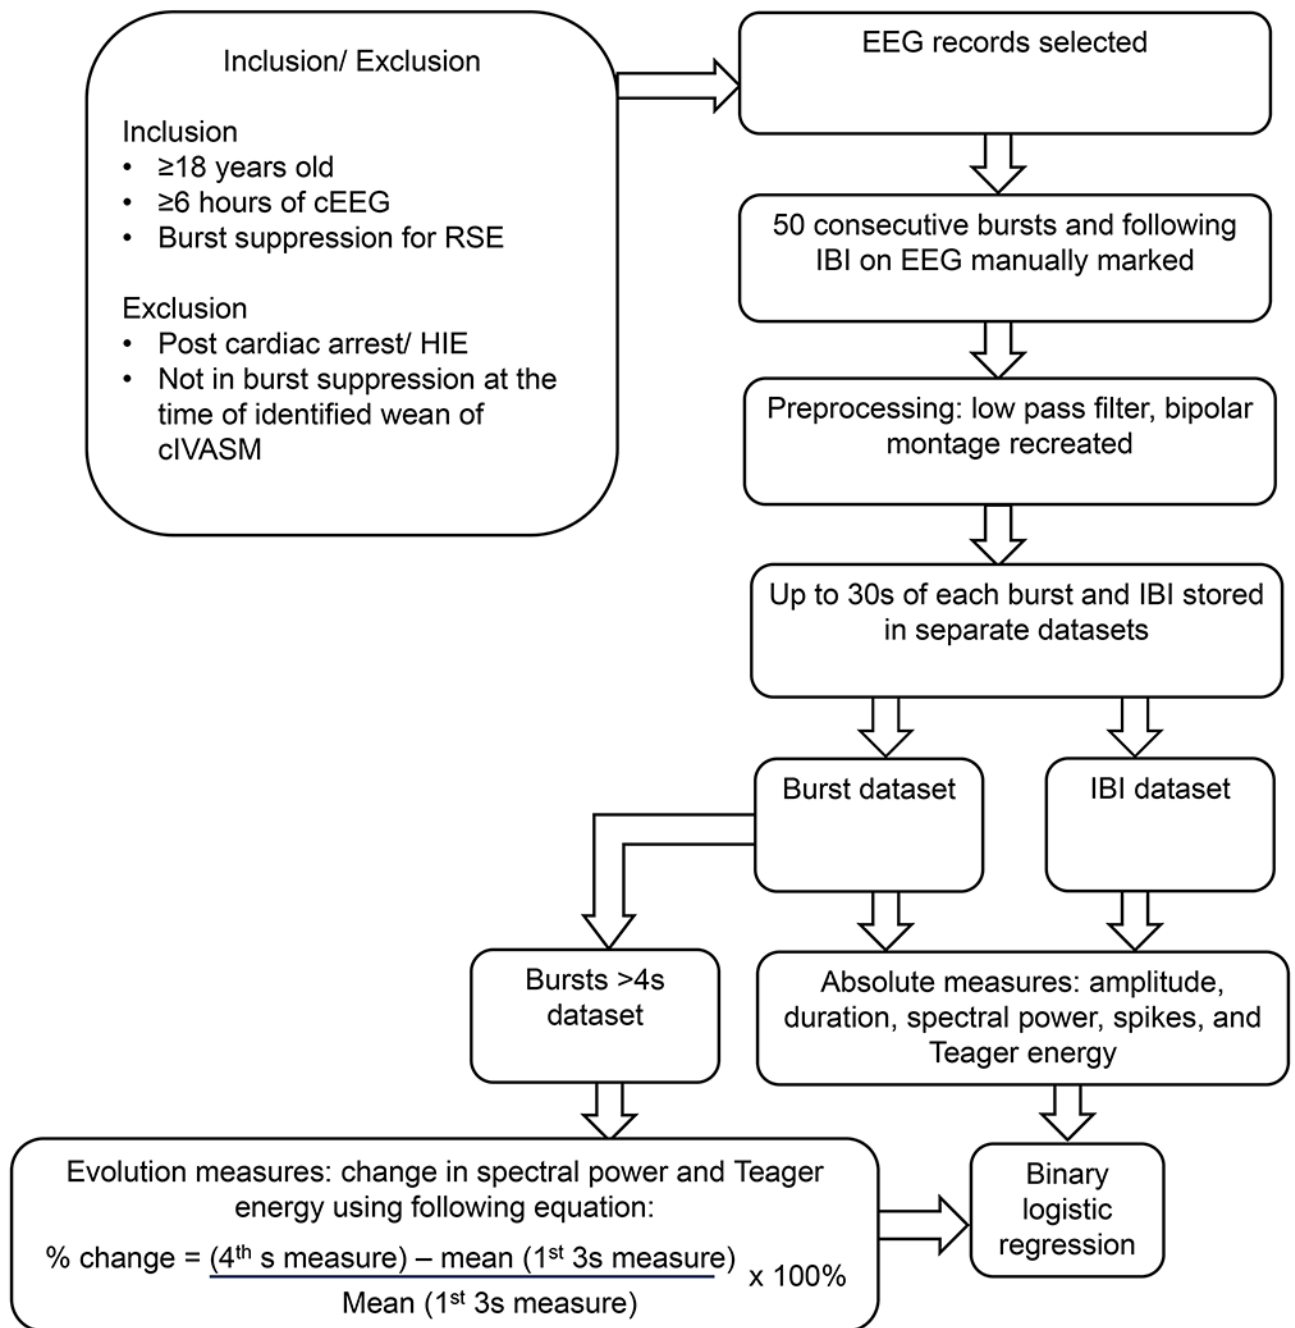 Inclusion/ Exclusion
Inclusion
• ≥18 years old
• ≥6 hours of cEEG
• Burst suppression for RSE
Exclusion
• Post cardiac arrest/ HIE
• Not in burst suppression at the
time of identified wean of
cIVASM
EEG records selected
50 consecutive bursts and following
IBI on EEG manually marked
Preprocessing: low pass filter, bipolar
montage recreated
Up to 30s of each burst and IBI stored
in separate datasets
Burst dataset
IBI dataset
Bursts >4s
dataset
Absolute measures: amplitude,
duration, spectral power, spikes, and
Teager energy
Evolution measures: change in spectral power and Teager
energy using following equation:
% change = (4th s measure) – mean (1st 3s measure)
x 100%
Mean (1st 3s measure)
Binary
logistic
regression